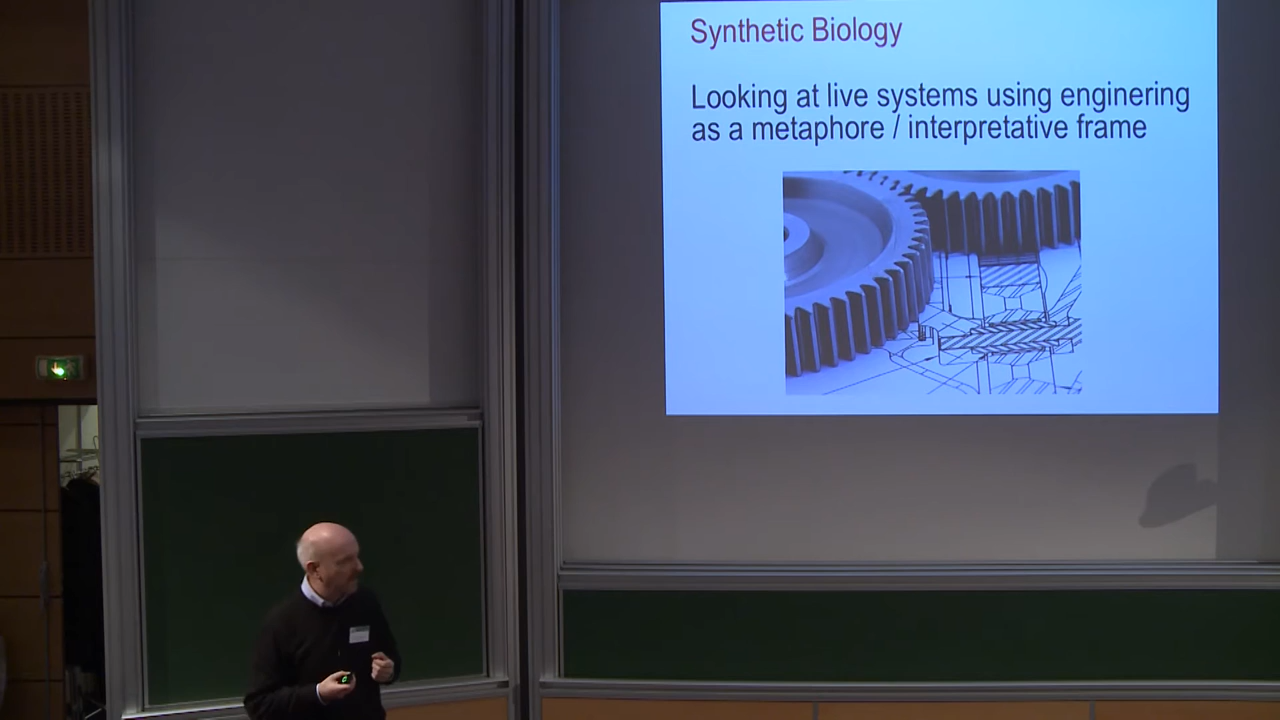 Synthetic Biology
Looking at live systems using enginering
as a metaphore / interpretative frame